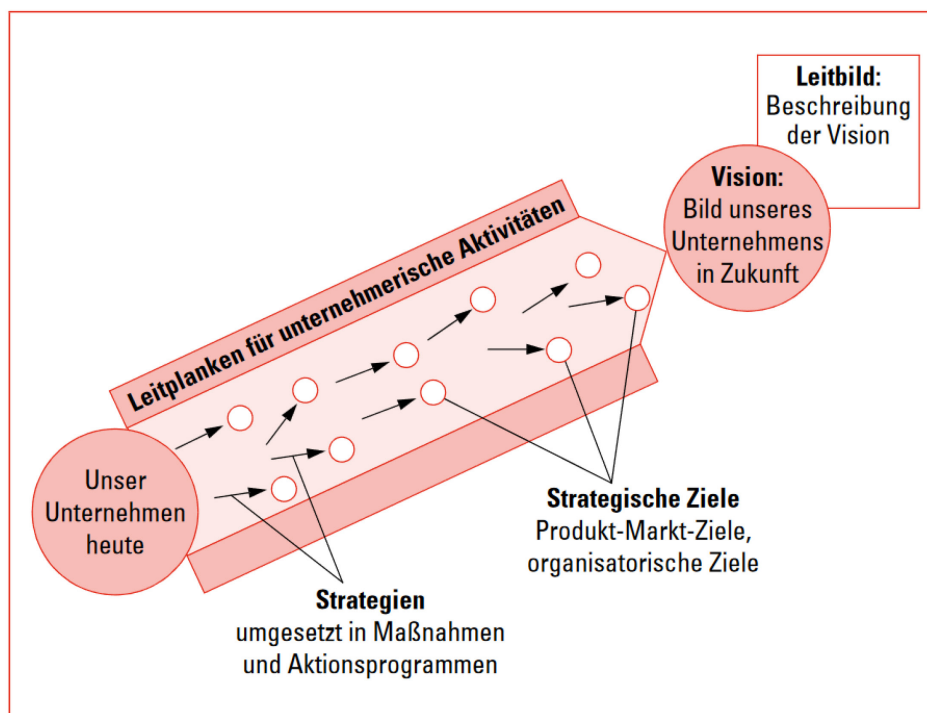 Leitbild:
Beschreibung
der Vision
Vision:
Bild unseres
Unternehmens
in Zukunft
Leitplanken für unternehmerische Aktivitäten
Unser
Unternehmen
heute
Strategische Ziele
Produkt-Markt-Ziele,
organisatorische Ziele
Strategien
umgesetzt in Maßnahmen
und Aktionsprogrammen